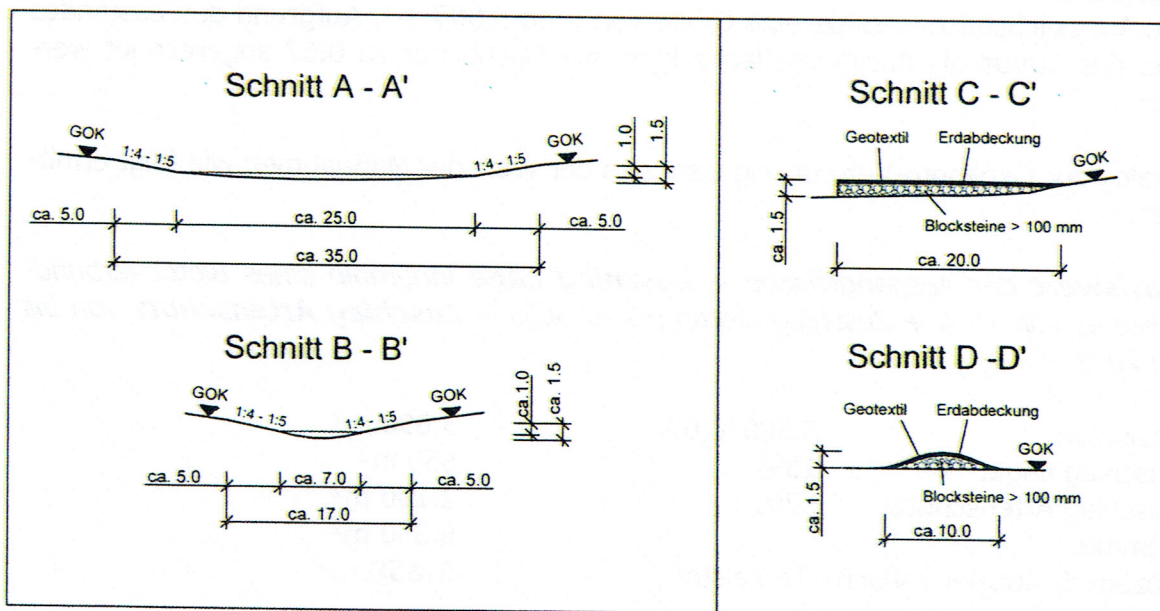 Schnitt A - A'
GOK
1:4 - 1:5
1:4 - 1:5
GOK
1.0
1.5
ca. 5.0
ca. 25.0
ca. 5.0
ca. 35.0
Schnitt B - B'
GOK
1:4 - 1:5
1:4 - 1:5
GOK
ca.1.0
ca. 1.5
ca. 5.0
ca. 7.0
ca. 5.0
ca. 17.0
Schnitt C - C'
Geotextil
Erdabdeckung
GOK
ca. 1.5
Blocksteine > 100 mm
ca. 20.0
Schnitt D -D'
Geotextil
Erdabdeckung
GOK
ca. 1.5
Blocksteine > 100 mm
ca.10.0